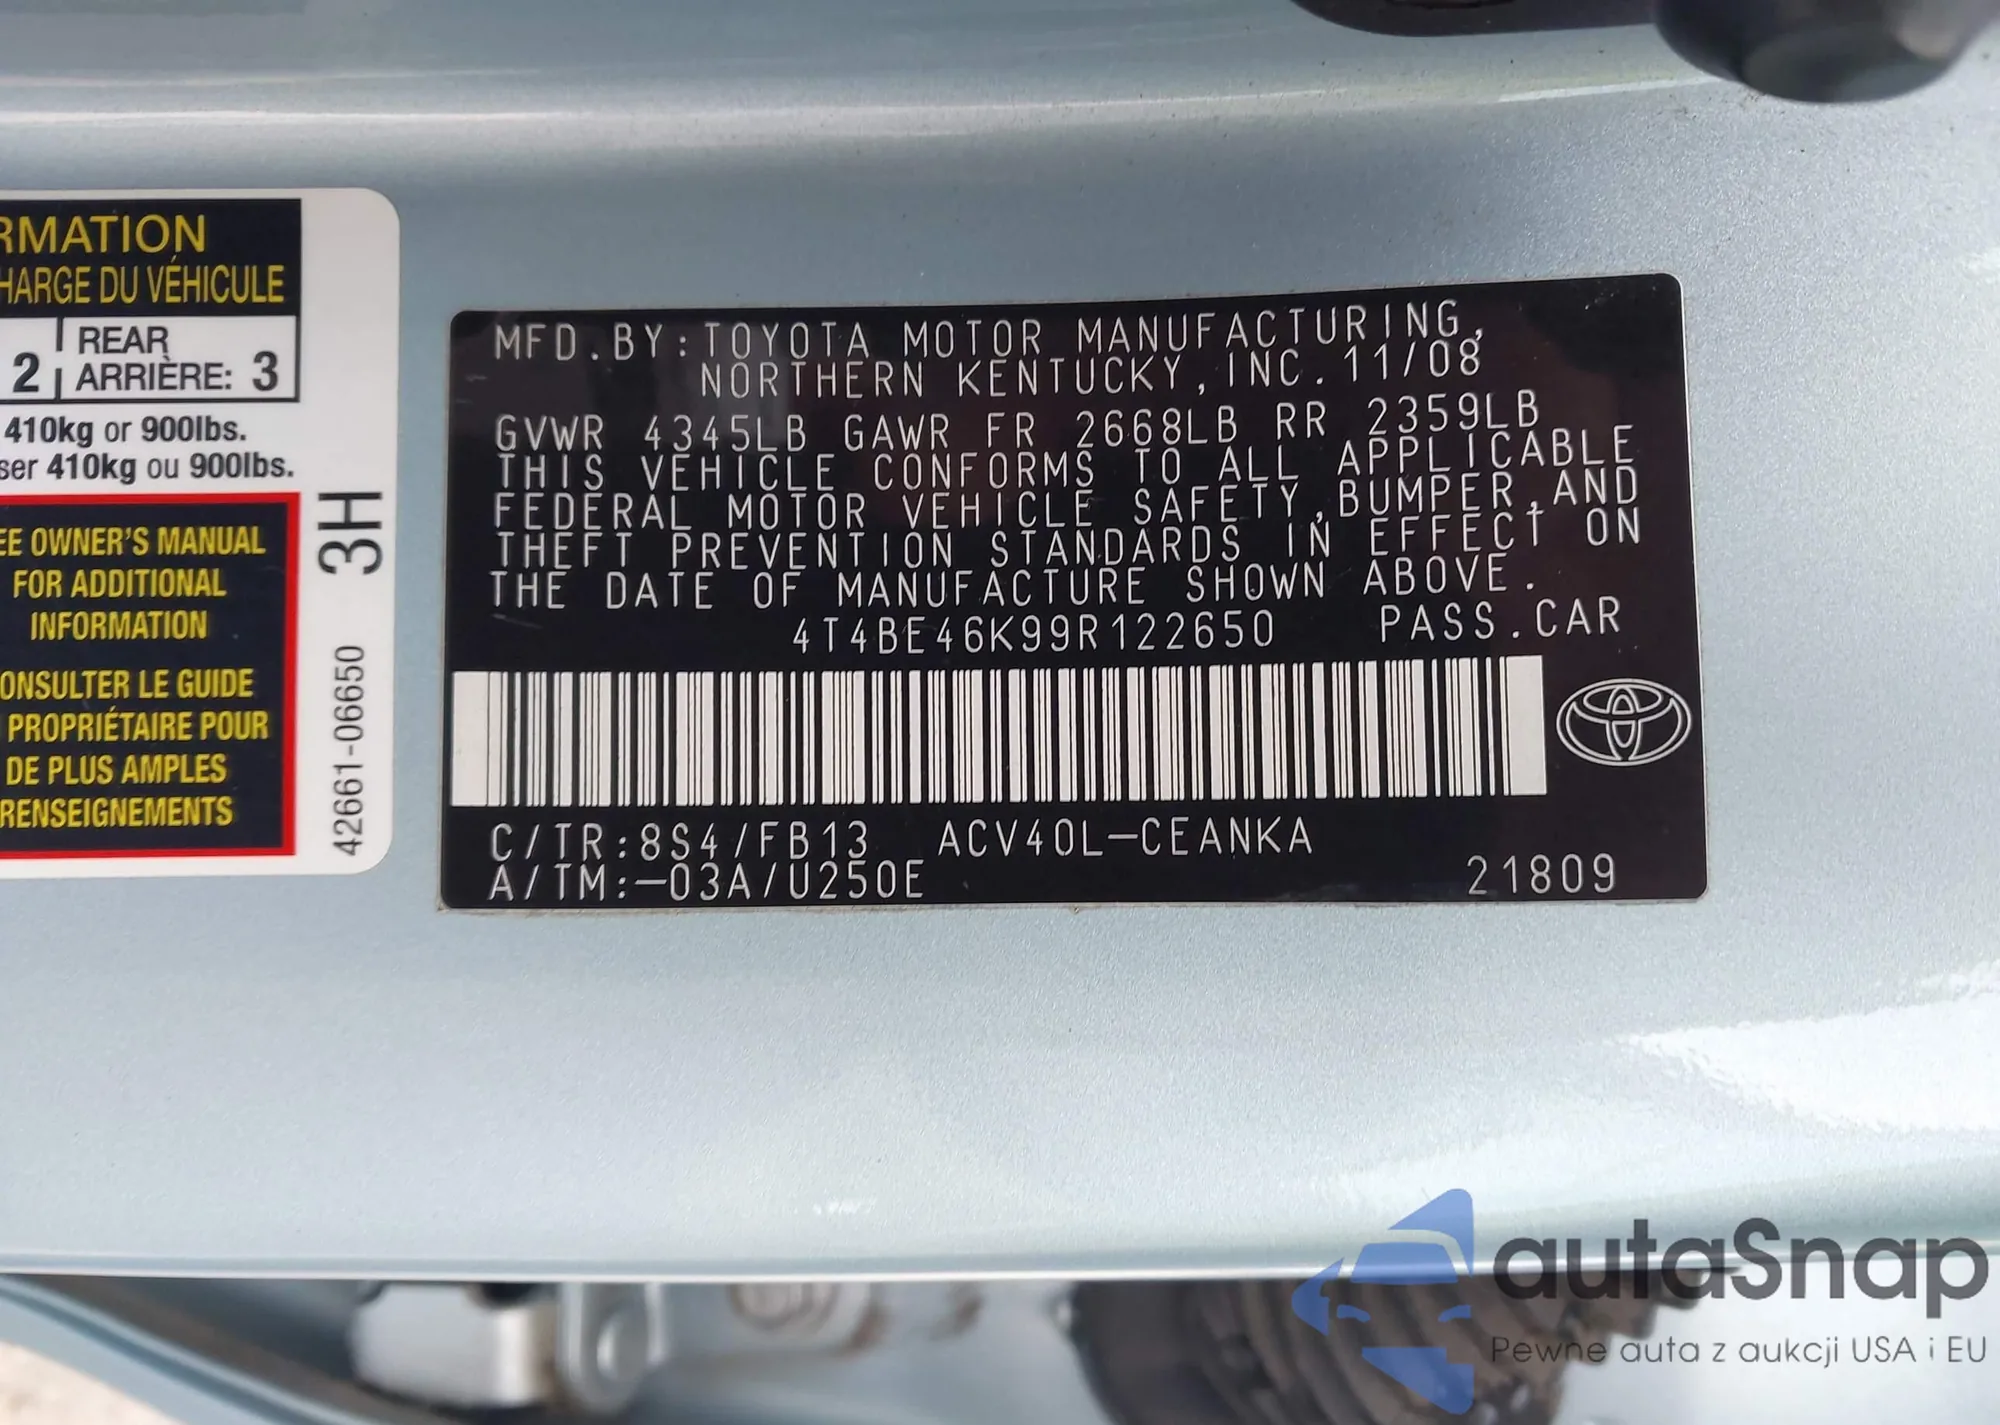 RMATION
HARGE DU VÉHICULE
2 REAR
ARRIÈRE: 3
410kg or 900lbs.
ser 410kg ou 900lbs.
EE OWNER'S MANUAL
FOR ADDITIONAL
INFORMATION
ONSULTER LE GUIDE
PROPRIÉTAIRE POUR
DE PLUS AMPLES
RENSEIGNEMENTS
3H
42661-06650
MFD.BY:TOYOTA MOTOR MANUFACTURING,
NORTHERN KENTUCKY,INC. 11/08
GVWR 4345LB GAWR FR 2668LB RR 2359LB
THIS VEHICLE CONFORMS TO ALL APPLICABLE
FEDERAL MOTOR VEHICLE SAFETY,BUMPER,AND
THEFT PREVENTION STANDARDS IN EFFECT ON
THE DATE OF MANUFACTURE SHOWN ABOVE.
4T4BE46K99R122650 PASS.CAR
C/TR:8S4/FB13 ACV40L-CEANKA
A/TM:-03A/U250E 21809
autaSnap
Pewne auta z aukcji USA i EU